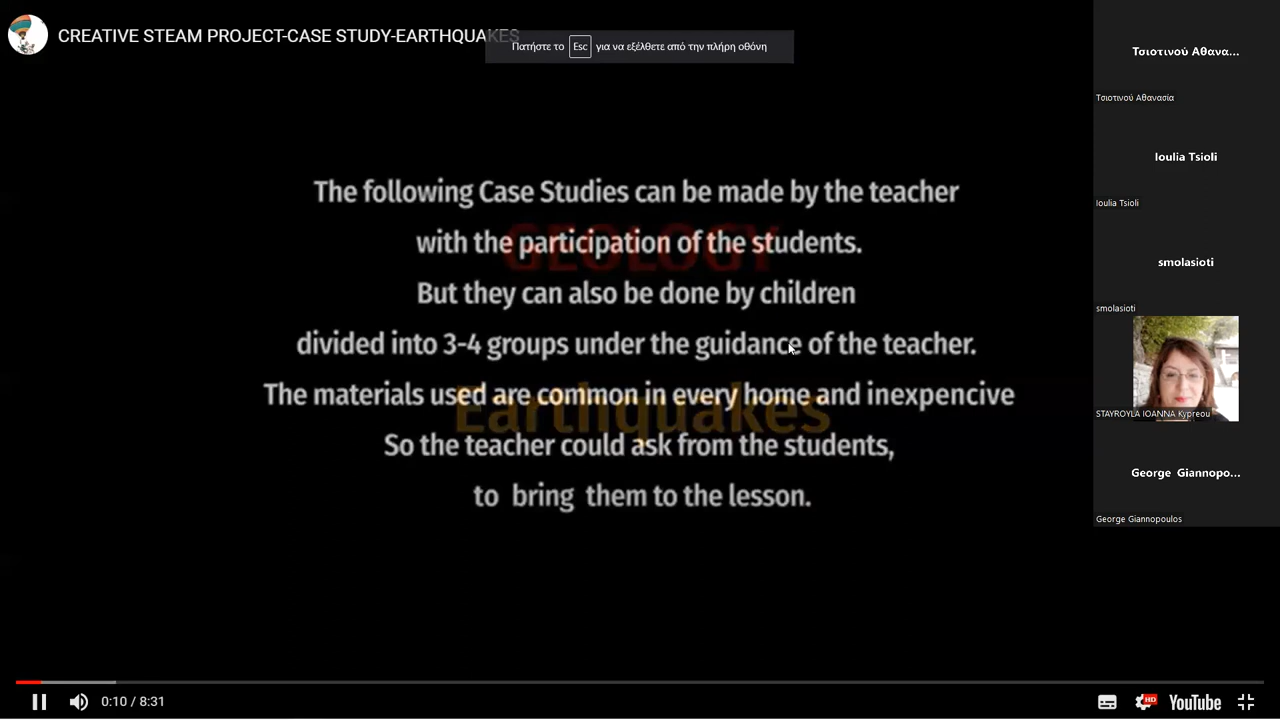 CREATIVE STEAM PROJECT-CASE STUDY-EARTHQUAKES
Πατήστε το Esc για να εξέλθετε από την πλήρη οθόνη
The following Case Studies can be made by the teacher
GEOLOGY
with the participation of the students.
But they can also be done by children
divided into 3-4 groups under the guidance of the teacher.
The materials used are common in every home and inexpencive
Earthquakes
So the teacher could ask from the students,
to bring them to the lesson.
Τσιοτινού Αθανα...
Τσιοτινού Αθανασία
Ioulia Tsioli
Ioulia Tsioli
smolasioti
smolasioti
STAYROYLA IOANNA Kypreou
George Giannopo...
George Giannopoulos
0:10 / 8:31
HD
YouTube